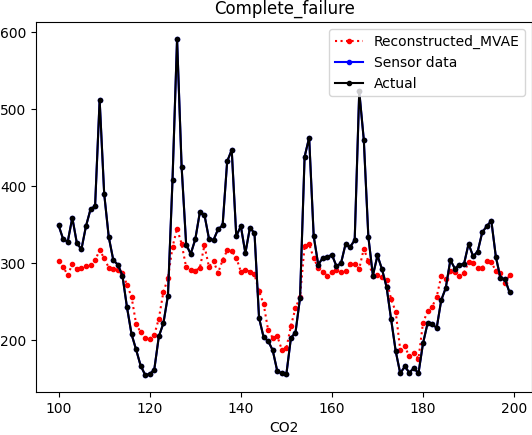 Complete_failure
Reconstructed_MVAE
Sensor data
Actual
600
500
400
300
200
100 120 140 160 180 200
CO2